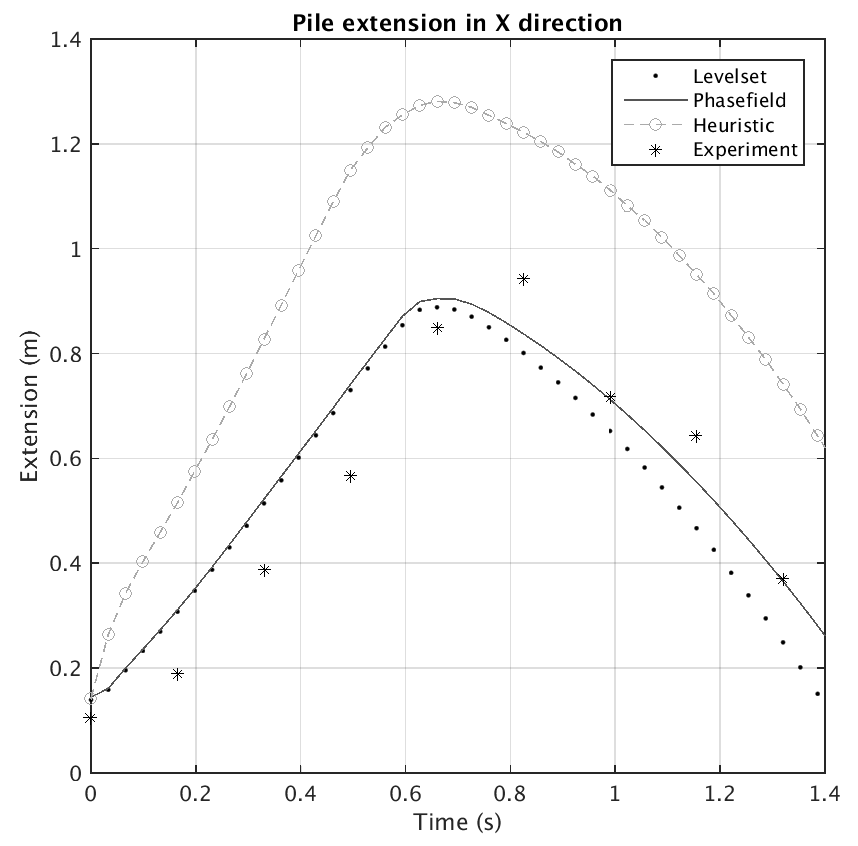 Pile extension in X direction
1.4
1.2
1
0.8
0.6
0.4
0.2
0
Extension (m)
Levelset
Phasefield
Heuristic
Experiment
0 0.2 0.4 0.6 0.8 1 1.2 1.4
Time (s)